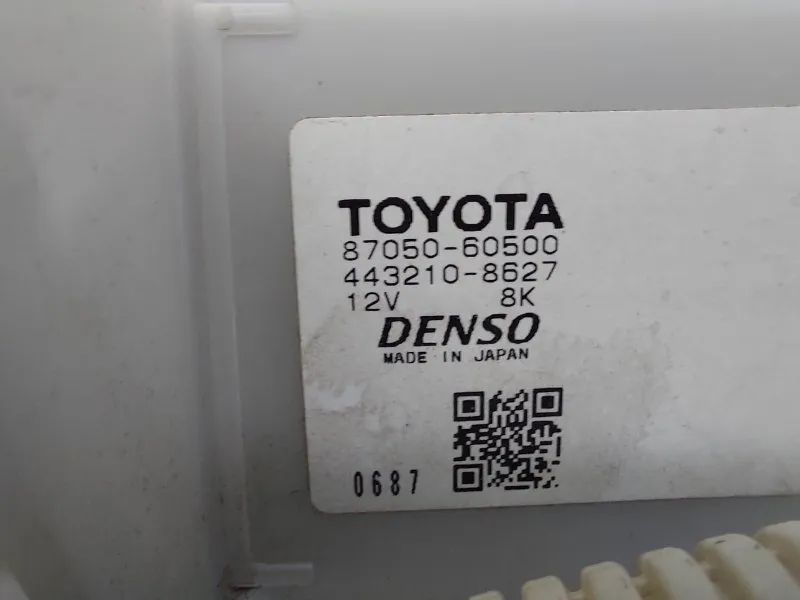 TOYOTA
87050-60500
443210-8627
12V 8K
DENSO
MADE IN JAPAN
0687